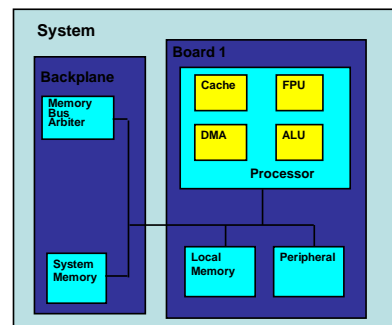 System
Backplane
Memory
Bus
Arbiter
System
Memory
Board 1
Cache
FPU
DMA
ALU
Processor
Local
Memory
Peripheral